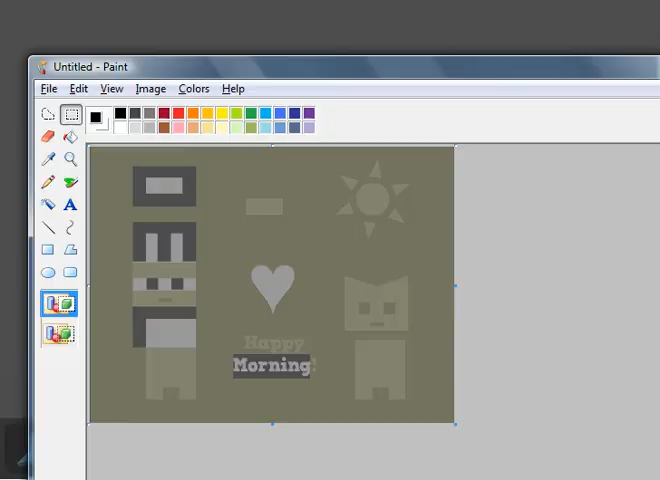 Untitled - Paint
File Edit View Image Colors Help
A
Happy
Morning!